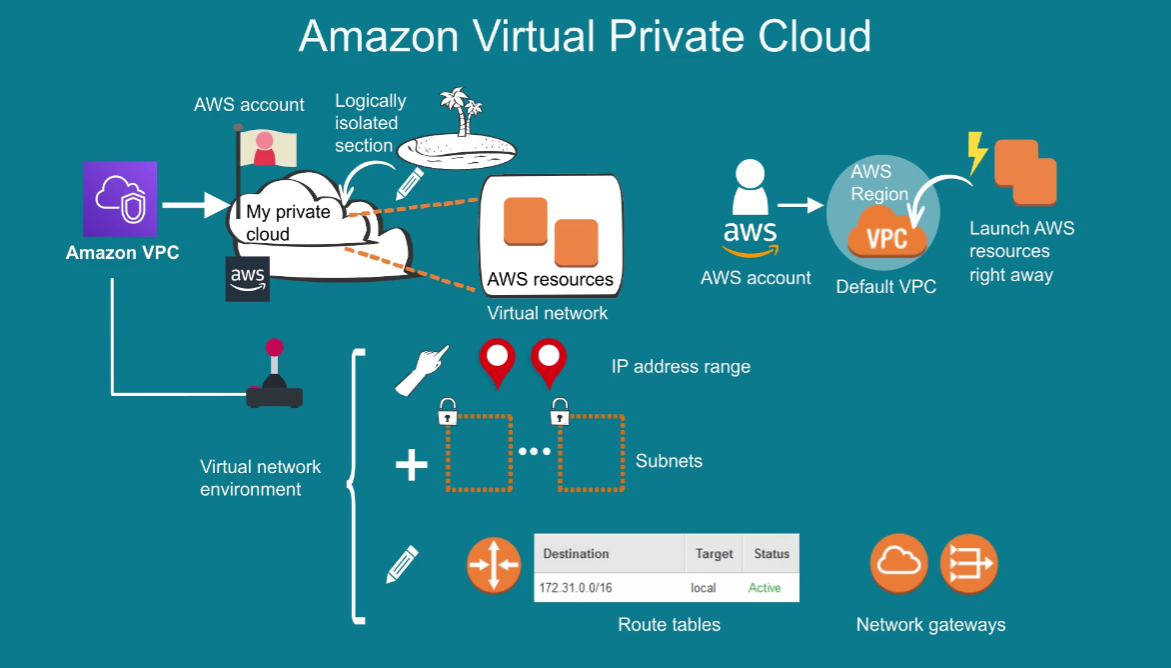 Amazon Virtual Private Cloud
AWS account
Logically
isolated
section
My private
cloud
aws
Amazon VPC
AWS resources
Virtual network
aws
AWS account
AWS
Region
VPC
Default VPC
Launch AWS
resources
right away
Virtual network
environment
IP address range
Subnets
Destination Target Status
172.31.0.0/16 local Active
Route tables
Network gateways